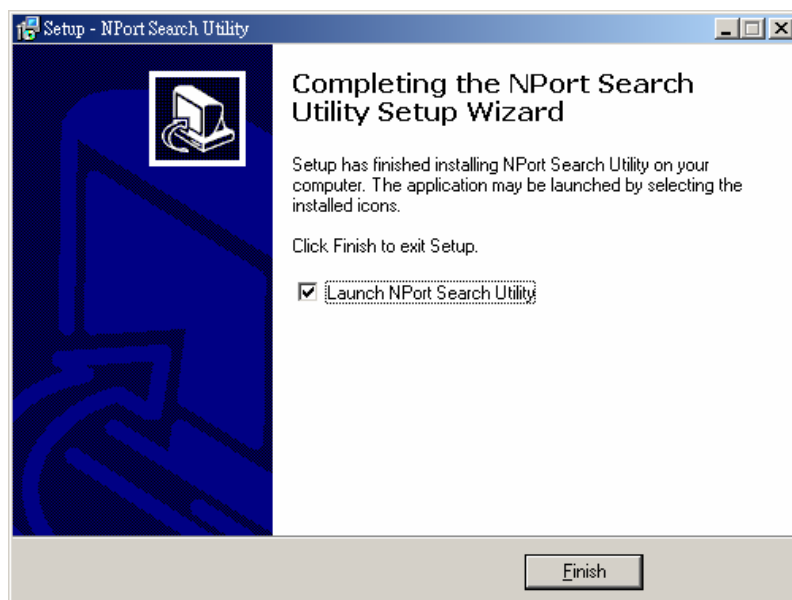 Setup - NPort Search Utility
Completing the NPort Search
Utility Setup Wizard
Setup has finished installing NPort Search Utility on your
computer. The application may be launched by selecting the
installed icons.
Click Finish to exit Setup.
Launch NPort Search Utility
Finish